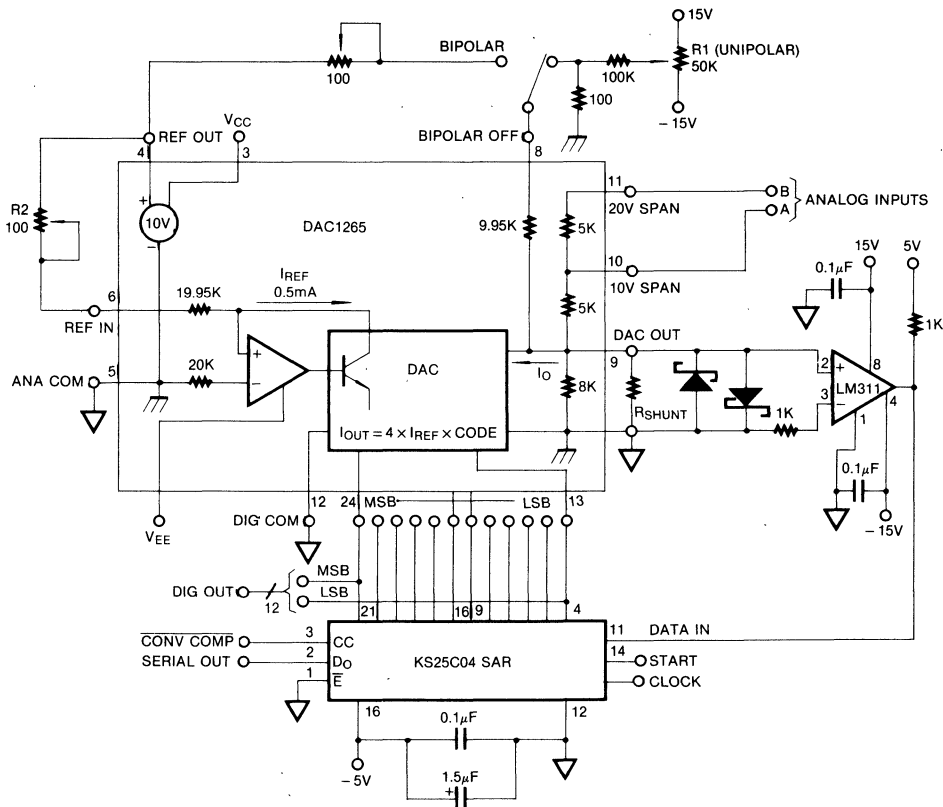 15V
BIPOLAR
R1 (UNIPOLAR)
50K
100K
100
100
-15V
VCC
REF OUT
BIPOLAR OFF
4
3
8
11
B
A
ANALOG INPUTS
20V SPAN
R2
100
+
10V
-
DAC1265
9.95K
5K
15V
5V
10
0.1μF
10V SPAN
IREF
0.5mA
6
19.95K
5K
1K
REF IN
DAC OUT
+
DAC
9
2
+
8
IO
LM311
ANA COM
5
20K
-
8K
RSHUNT
3
-
4
1K
1
IOUT = 4 × IREF × CODE
0.1μF
12
24
MSB
LSB
13
-15V
VEE
DIG COM
MSB
DIG OUT
LSB
12
21
16
9
4
CONV COMP
3
CC
11
DATA IN
SERIAL OUT
2
DO
KS25C04 SAR
14
START
1
E
CLOCK
16
12
0.1μF
-5V
1.5μF
+